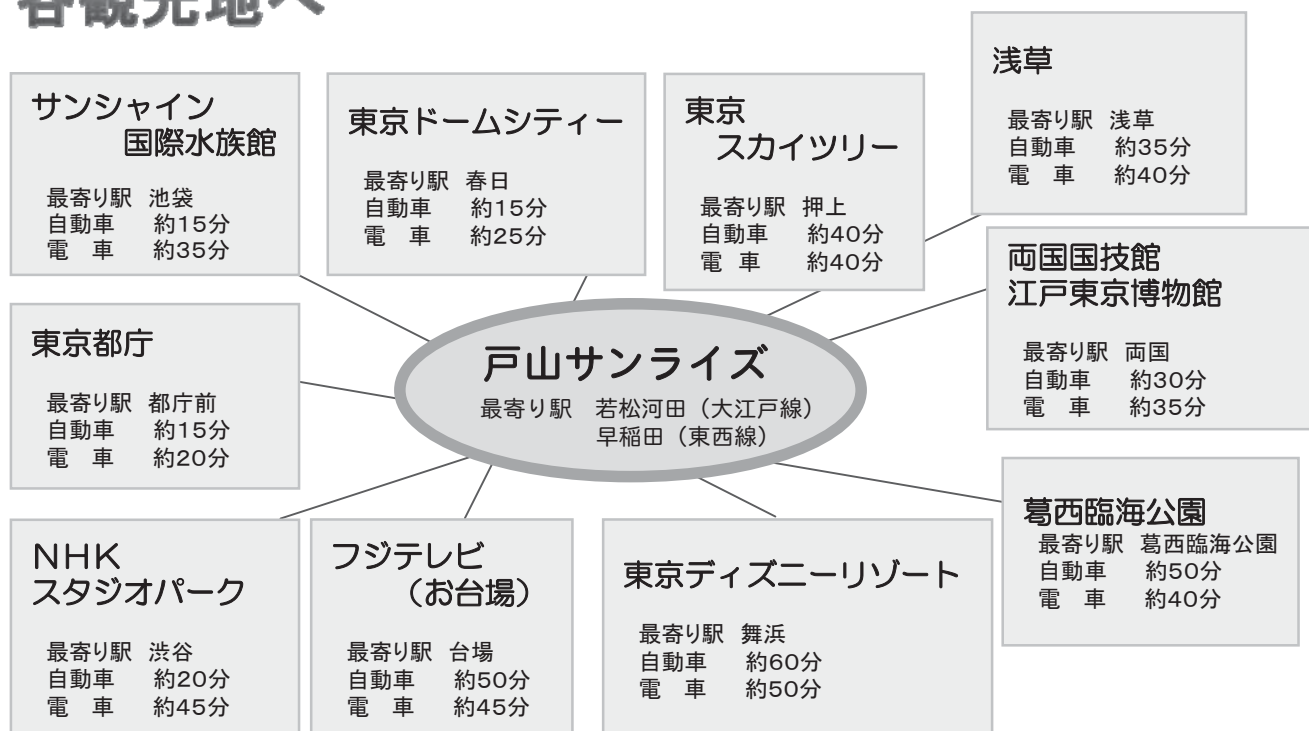 各観光地へ
サンシャイン
国際水族館
最寄り駅 池袋
自動車 約15分
電 車 約35分
東京ドームシティー
最寄り駅 春日
自動車 約15分
電 車 約25分
東京
スカイツリー
最寄り駅 押上
自動車 約40分
電 車 約40分
浅草
最寄り駅 浅草
自動車 約35分
電 車 約40分
両国国技館
江戸東京博物館
最寄り駅 両国
自動車 約30分
電 車 約35分
東京都庁
最寄り駅 都庁前
自動車 約15分
電 車 約20分
戸山サンライズ
最寄り駅 若松河田（大江戸線）
早稲田（東西線）
葛西臨海公園
最寄り駅 葛西臨海公園
自動車 約50分
電 車 約40分
NHK
スタジオパーク
最寄り駅 渋谷
自動車 約20分
電 車 約45分
フジテレビ
（お台場）
最寄り駅 台場
自動車 約50分
電 車 約45分
東京ディズニーリゾート
最寄り駅 舞浜
自動車 約60分
電 車 約50分